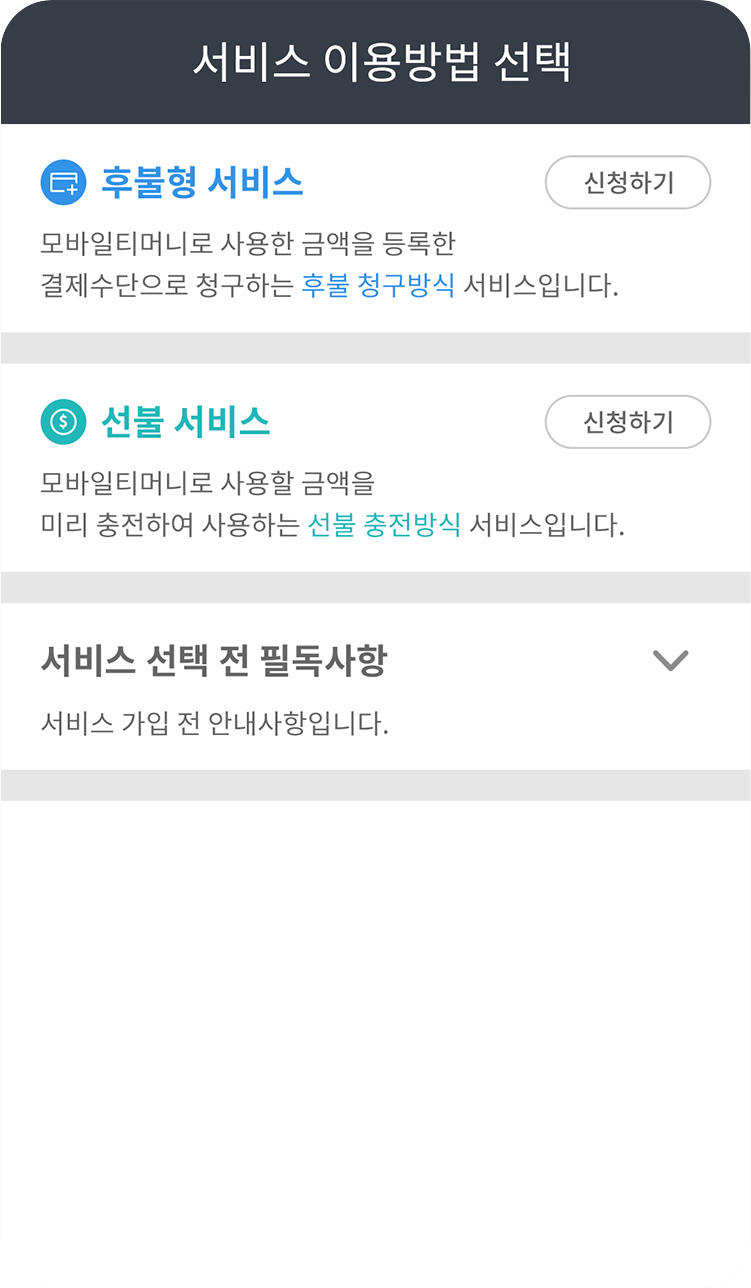 서비스 이용방법 선택
후불형 서비스
신청하기
모바일티머니로 사용한 금액을 등록한
결제수단으로 청구하는 후불 청구방식 서비스입니다.
선불 서비스
신청하기
모바일티머니로 사용할 금액을
미리 충전하여 사용하는 선불 충전방식 서비스입니다.
서비스 선택 전 필독사항
서비스 가입 전 안내사항입니다.